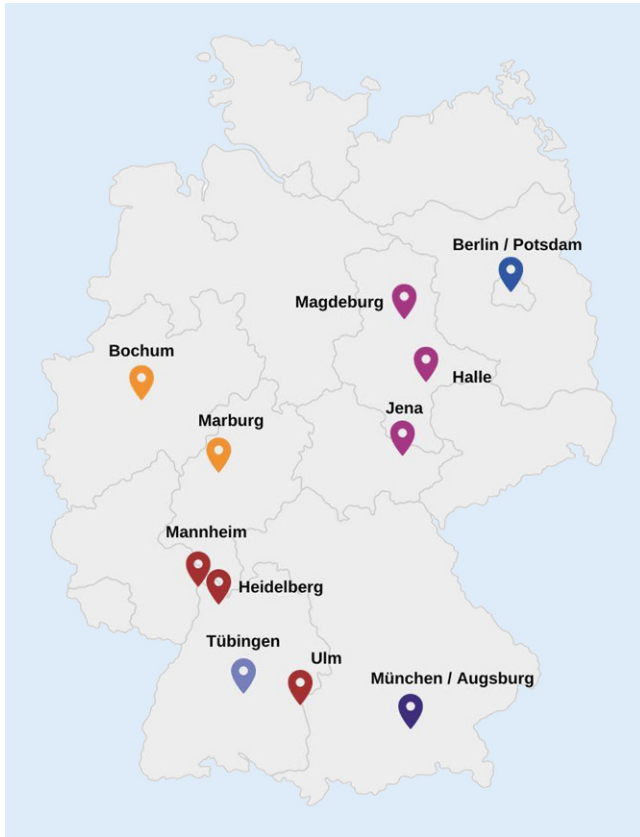 Berlin / Potsdam
Magdeburg
Bochum
Halle
Jena
Marburg
Mannheim
Heidelberg
Tübingen
Ulm
München / Augsburg